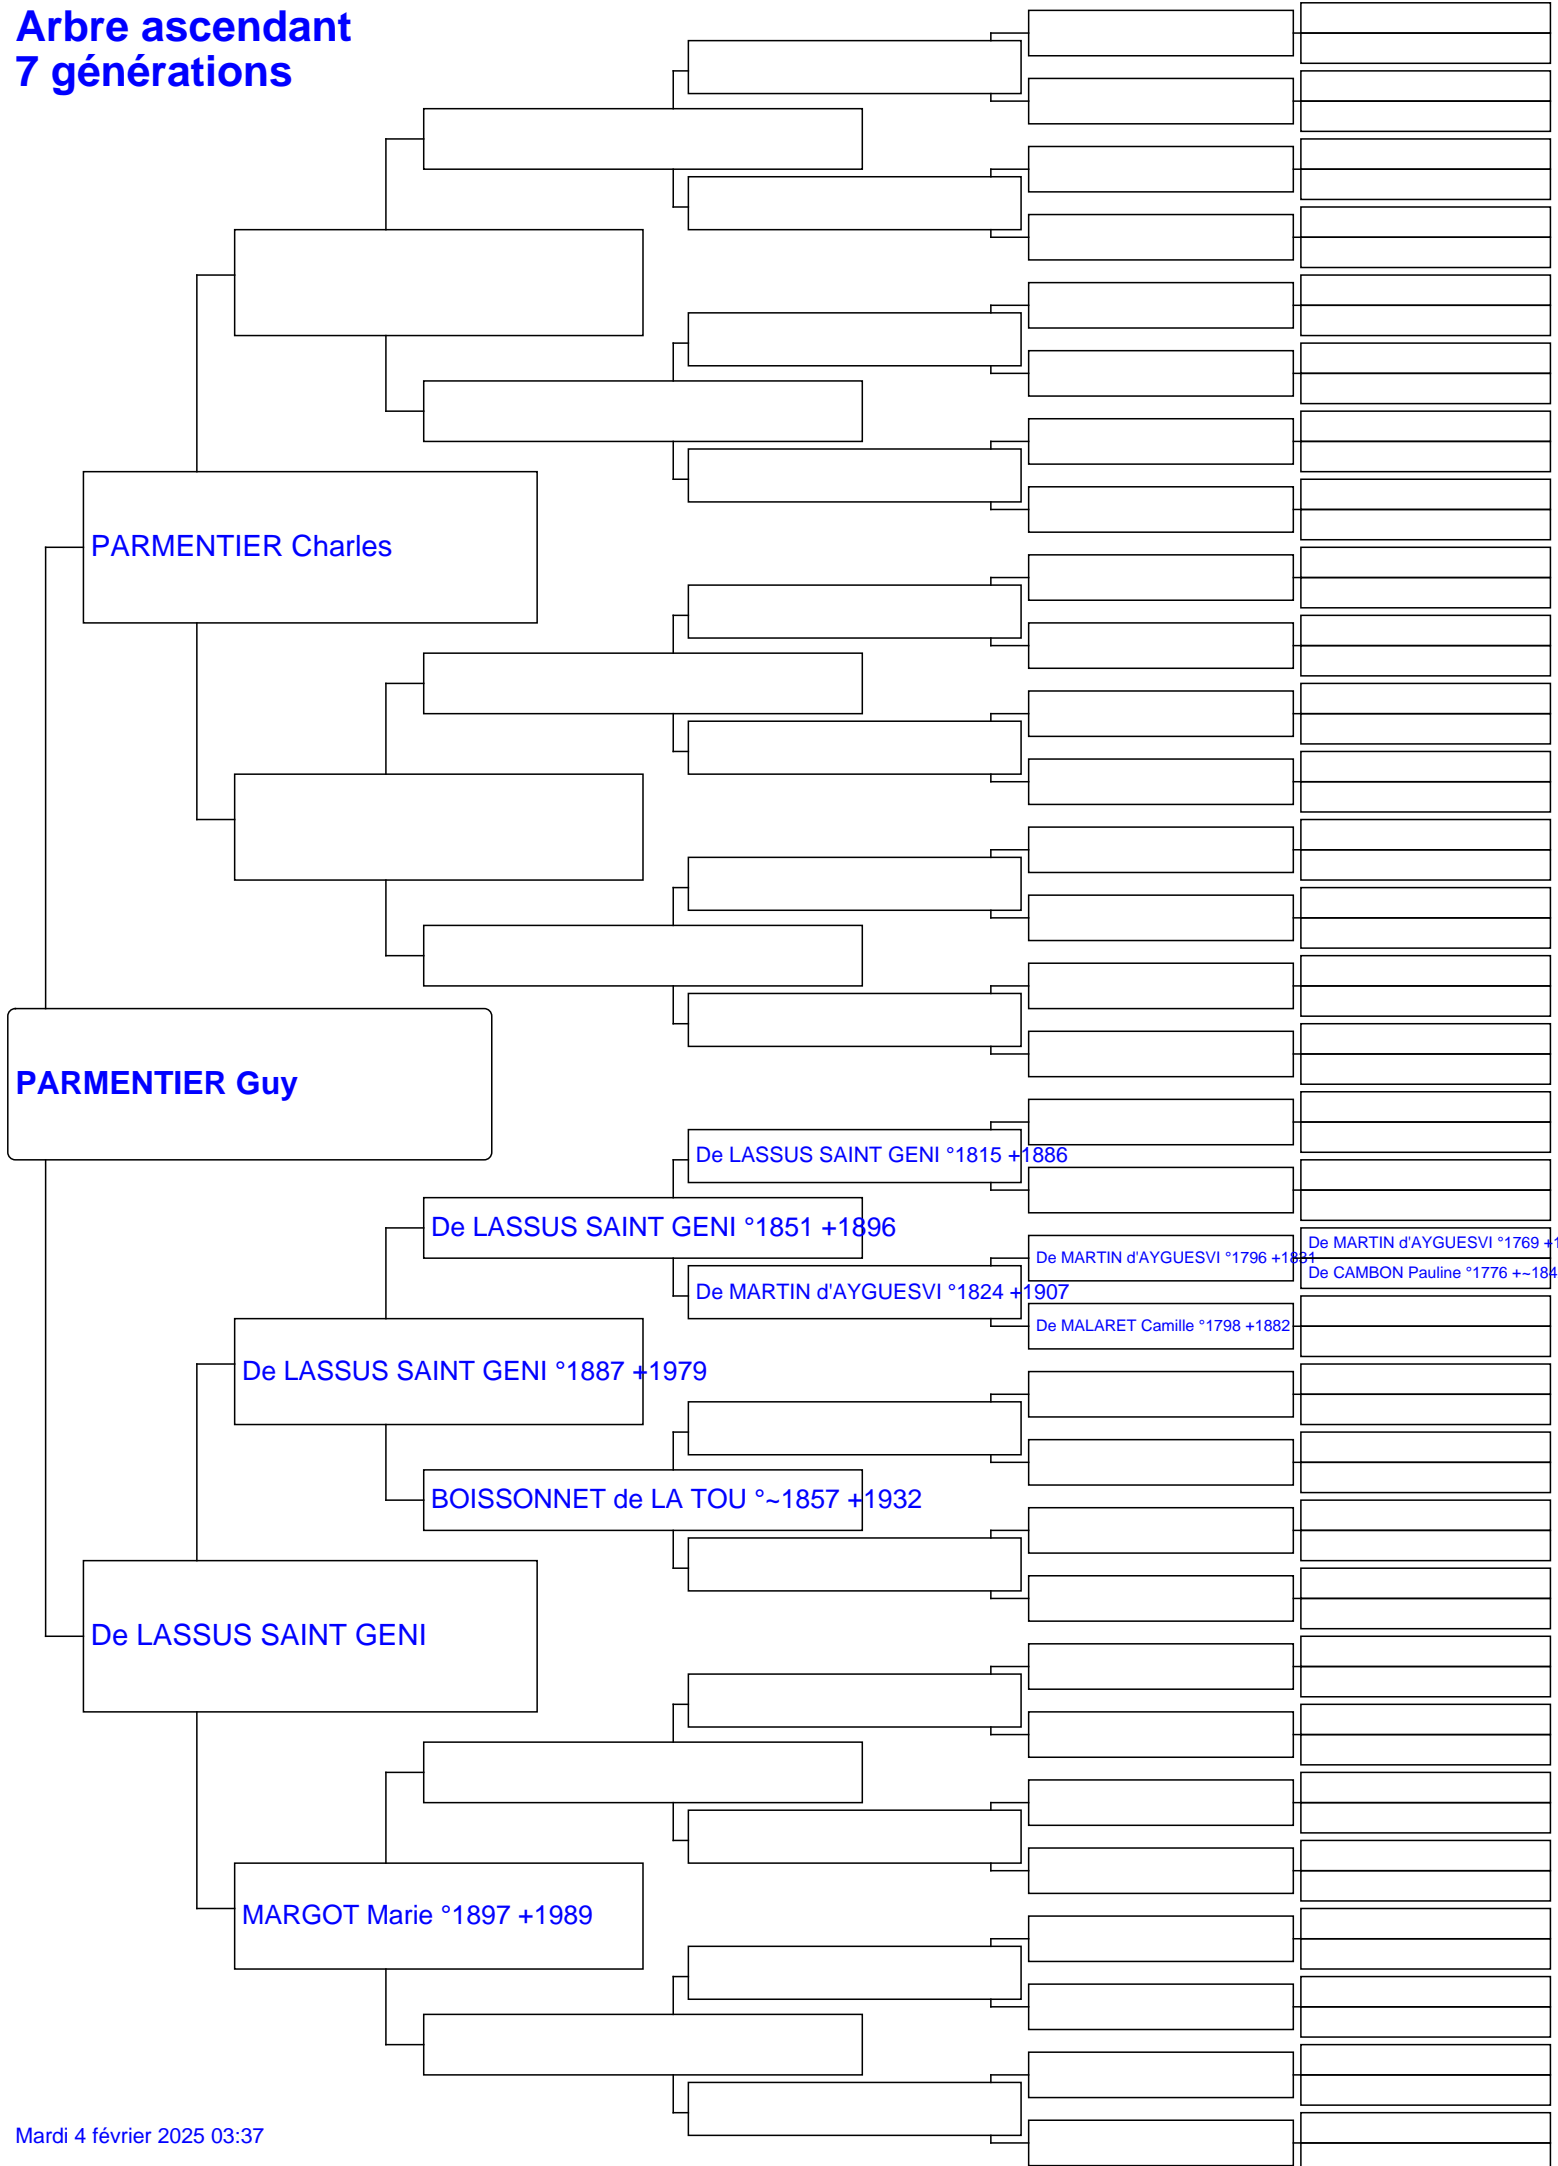 Arbre ascendant
7 générations
PARMENTIER Charles
PARMENTIER Guy
De LASSUS SAINT GENI °1815 +1886
De LASSUS SAINT GENI °1851 +1896
De MARTIN d'AYGUESVI °1769 +1
De MARTIN d'AYGUESVI °1796 +1831
De CAMBON Pauline °1776 +~184
De MARTIN d'AYGUESVI °1824 +1907
De MALARET Camille °1798 +1882
De LASSUS SAINT GENI °1887 +1979
BOISSONNET de LA TOU °~1857 +1932
De LASSUS SAINT GENI
MARGOT Marie °1897 +1989
Mardi 4 février 2025 03:37